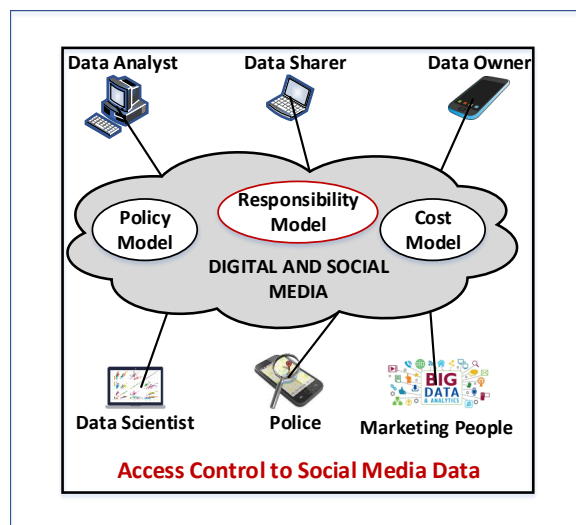 Data Analyst
Data Sharer
Data Owner
Policy
Model
Responsibility
Model
Cost
Model
DIGITAL AND SOCIAL
MEDIA
BIG
DATA
& ANALYTICS
Data Scientist
Police
Marketing People
Access Control to Social Media Data